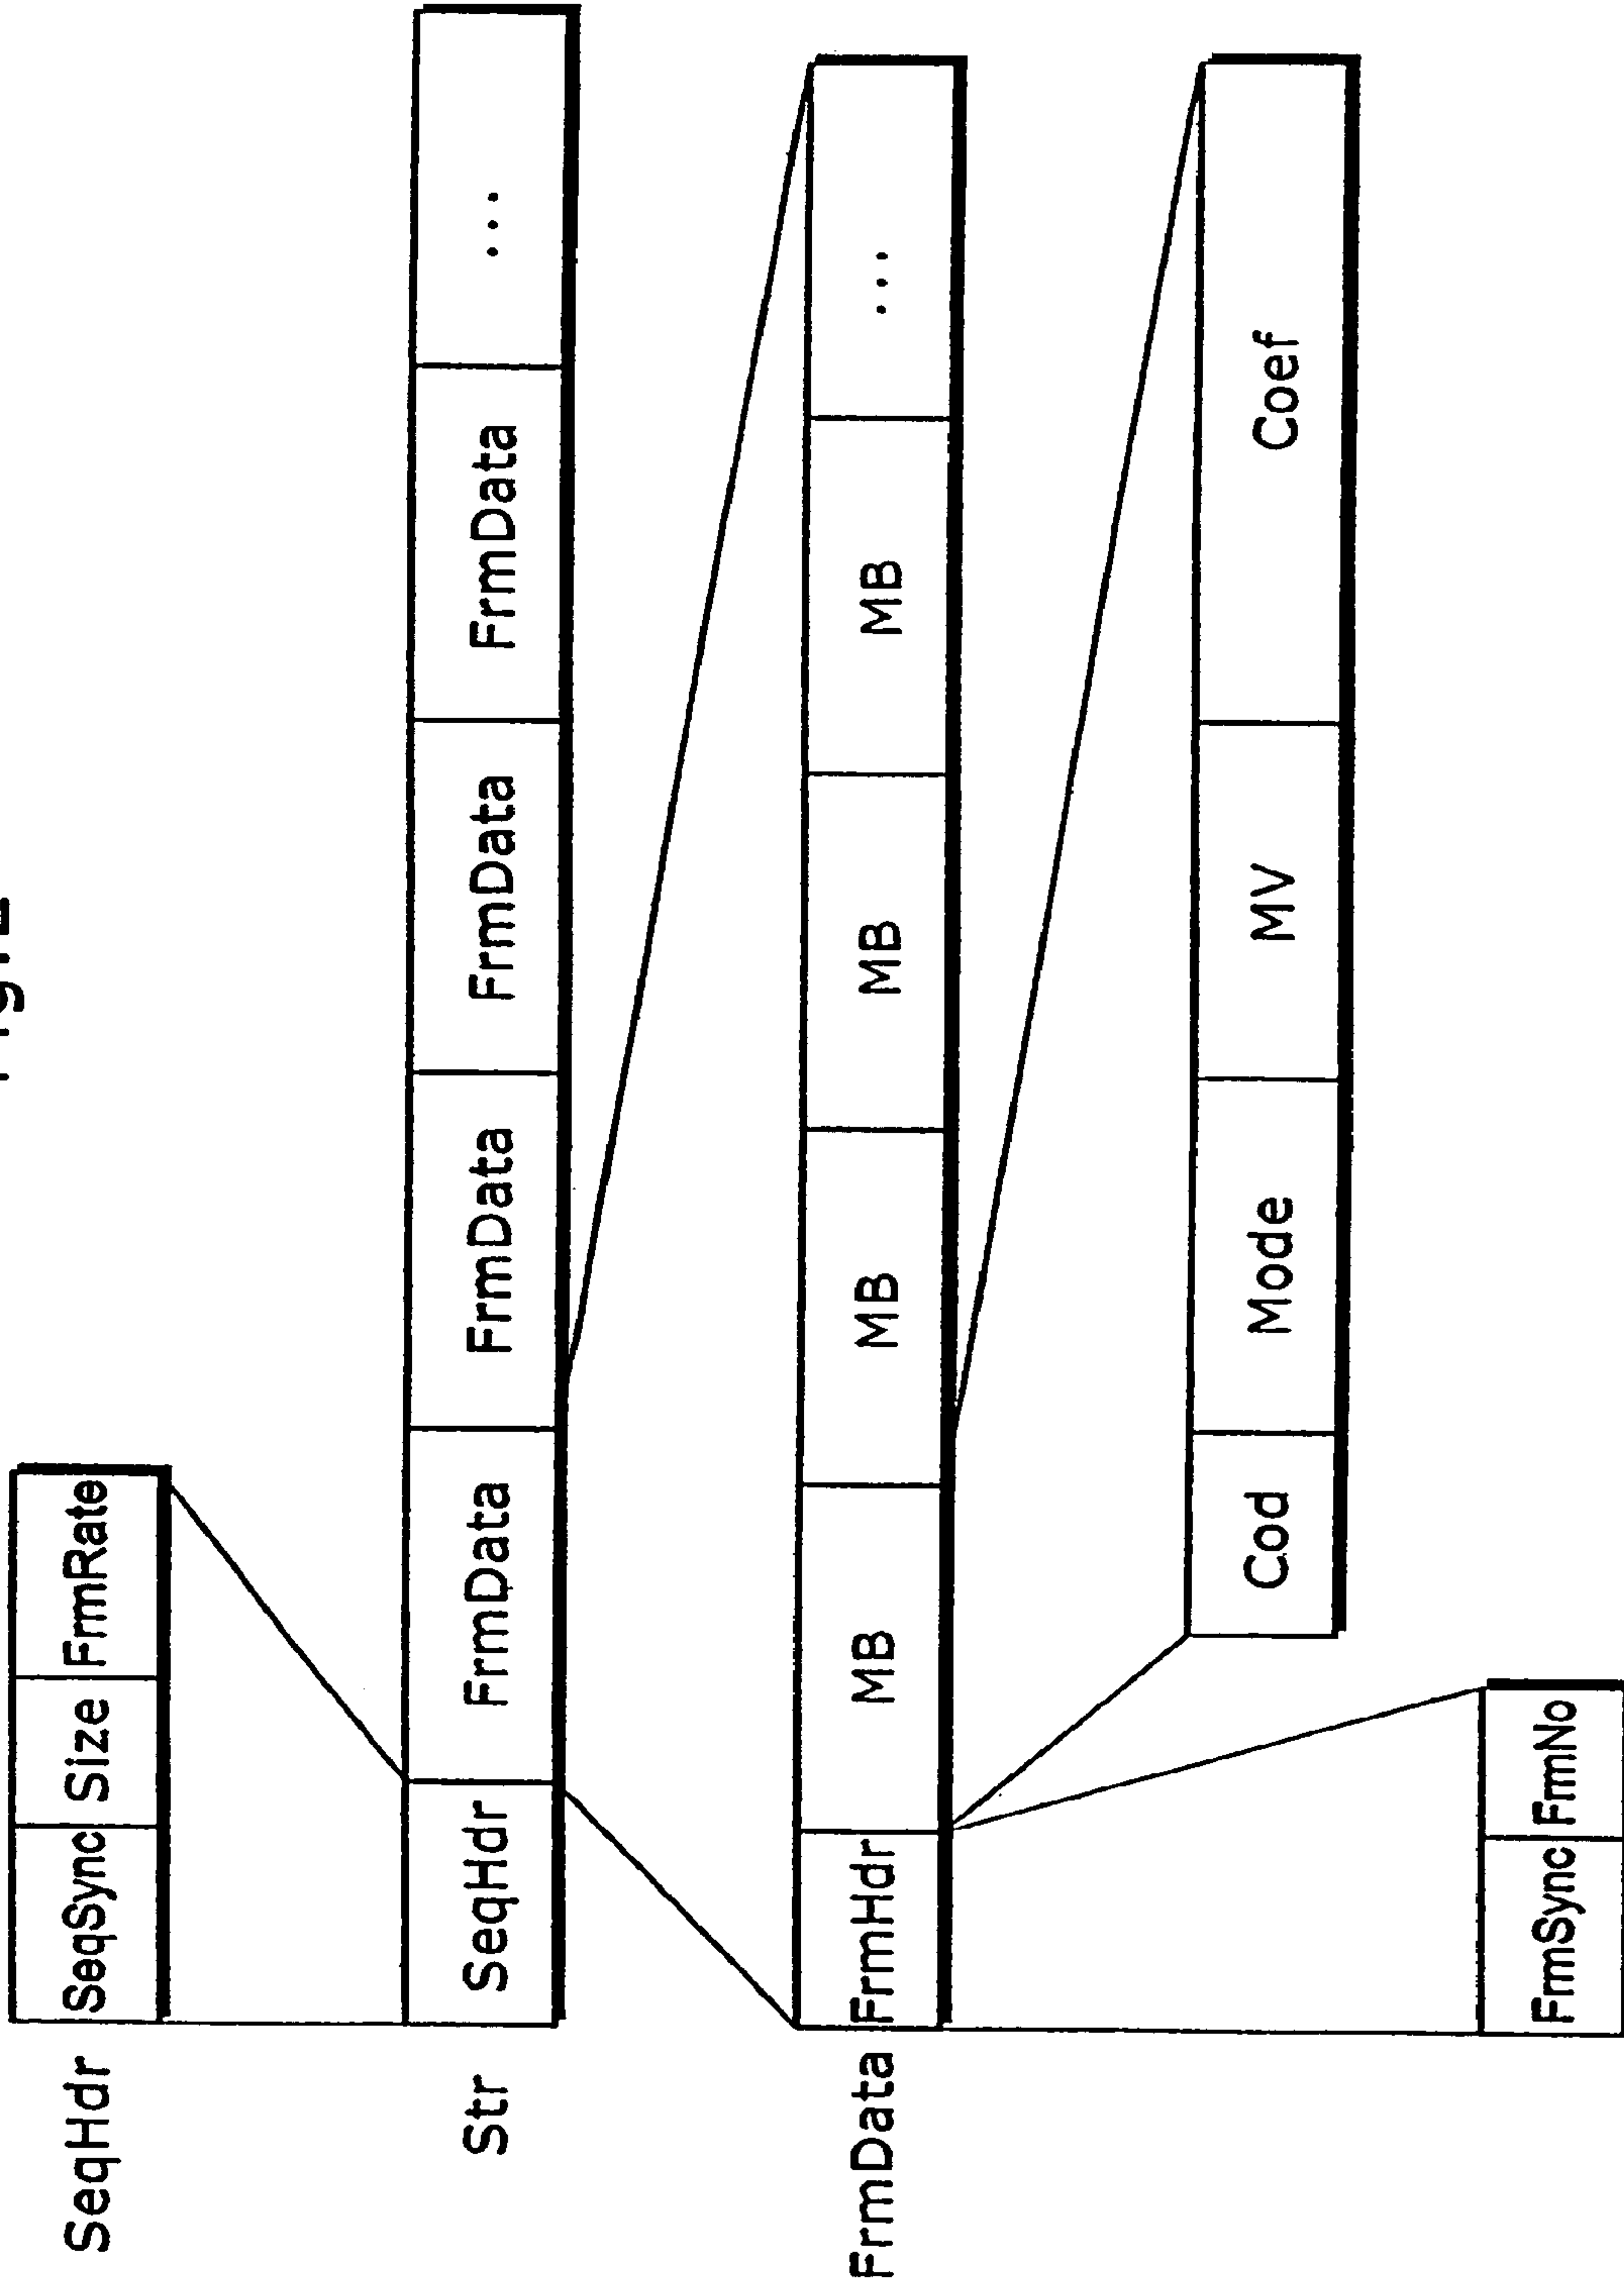 SeqHdr SeqSync Size FrmRate
Str SeqHdr FrmData FrmData FrmData FrmData ...
FrmData FrmHdr MB MB MB MB ...
Cod Mode MV Coef
FrmSync FrmNo